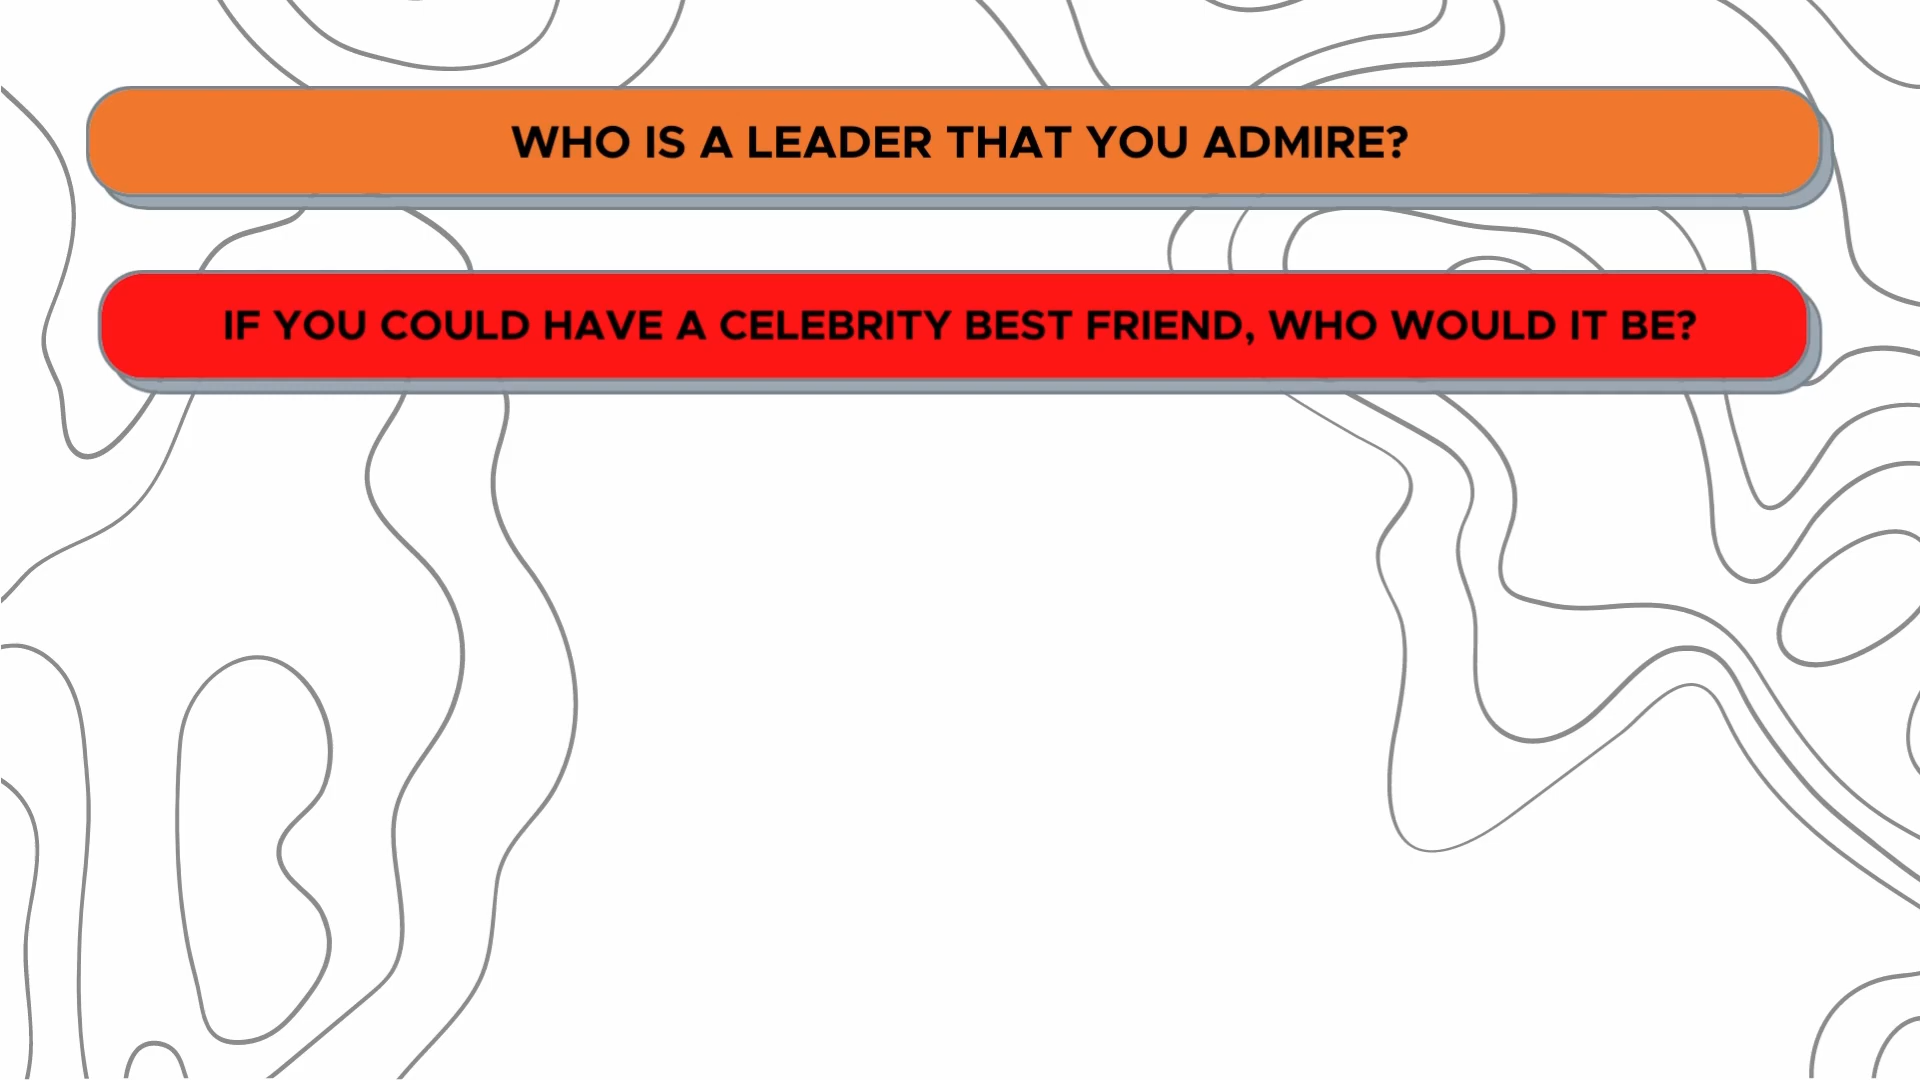 WHO IS A LEADER THAT YOU ADMIRE?
IF YOU COULD HAVE A CELEBRITY BEST FRIEND, WHO WOULD IT BE?